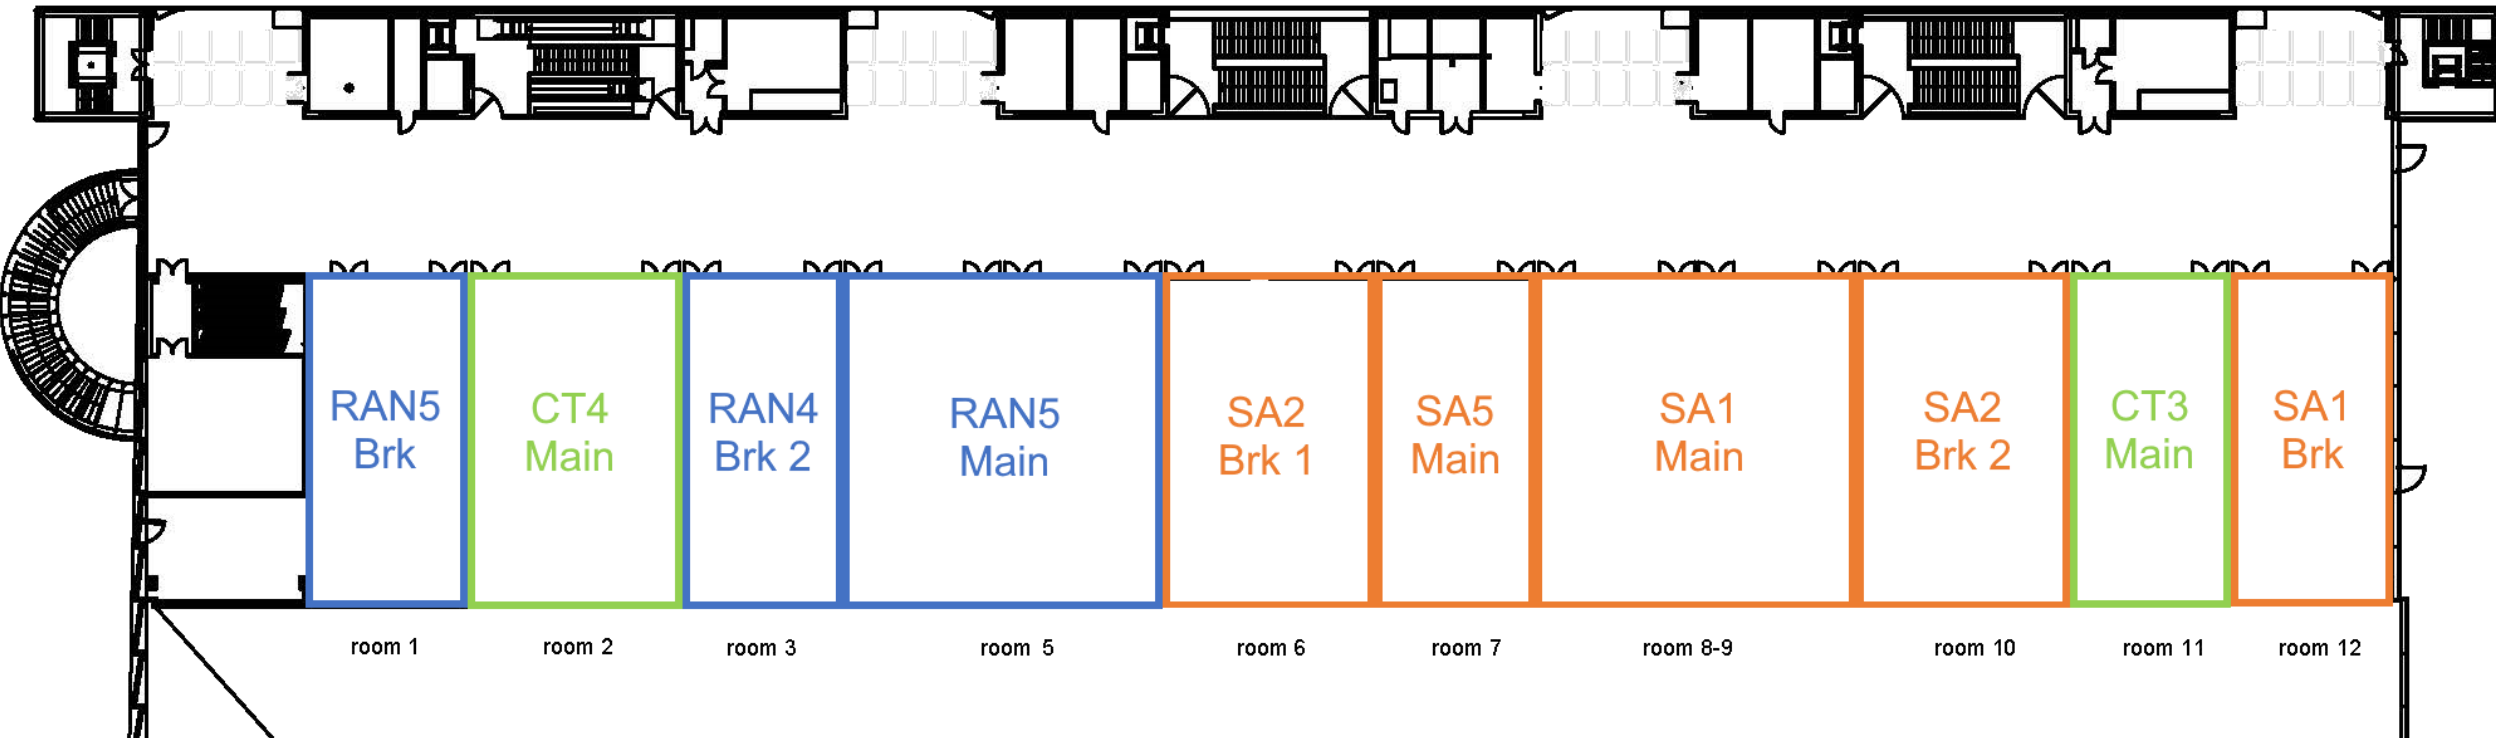 RAN5
Brk
CT4
Main
RAN4
Brk 2
RAN5
Main
SA2
Brk 1
SA5
Main
SA1
Main
SA2
Brk 2
CT3
Main
SA1
Brk
room 1
room 2
room 3
room 5
room 6
room 7
room 8-9
room 10
room 11
room 12